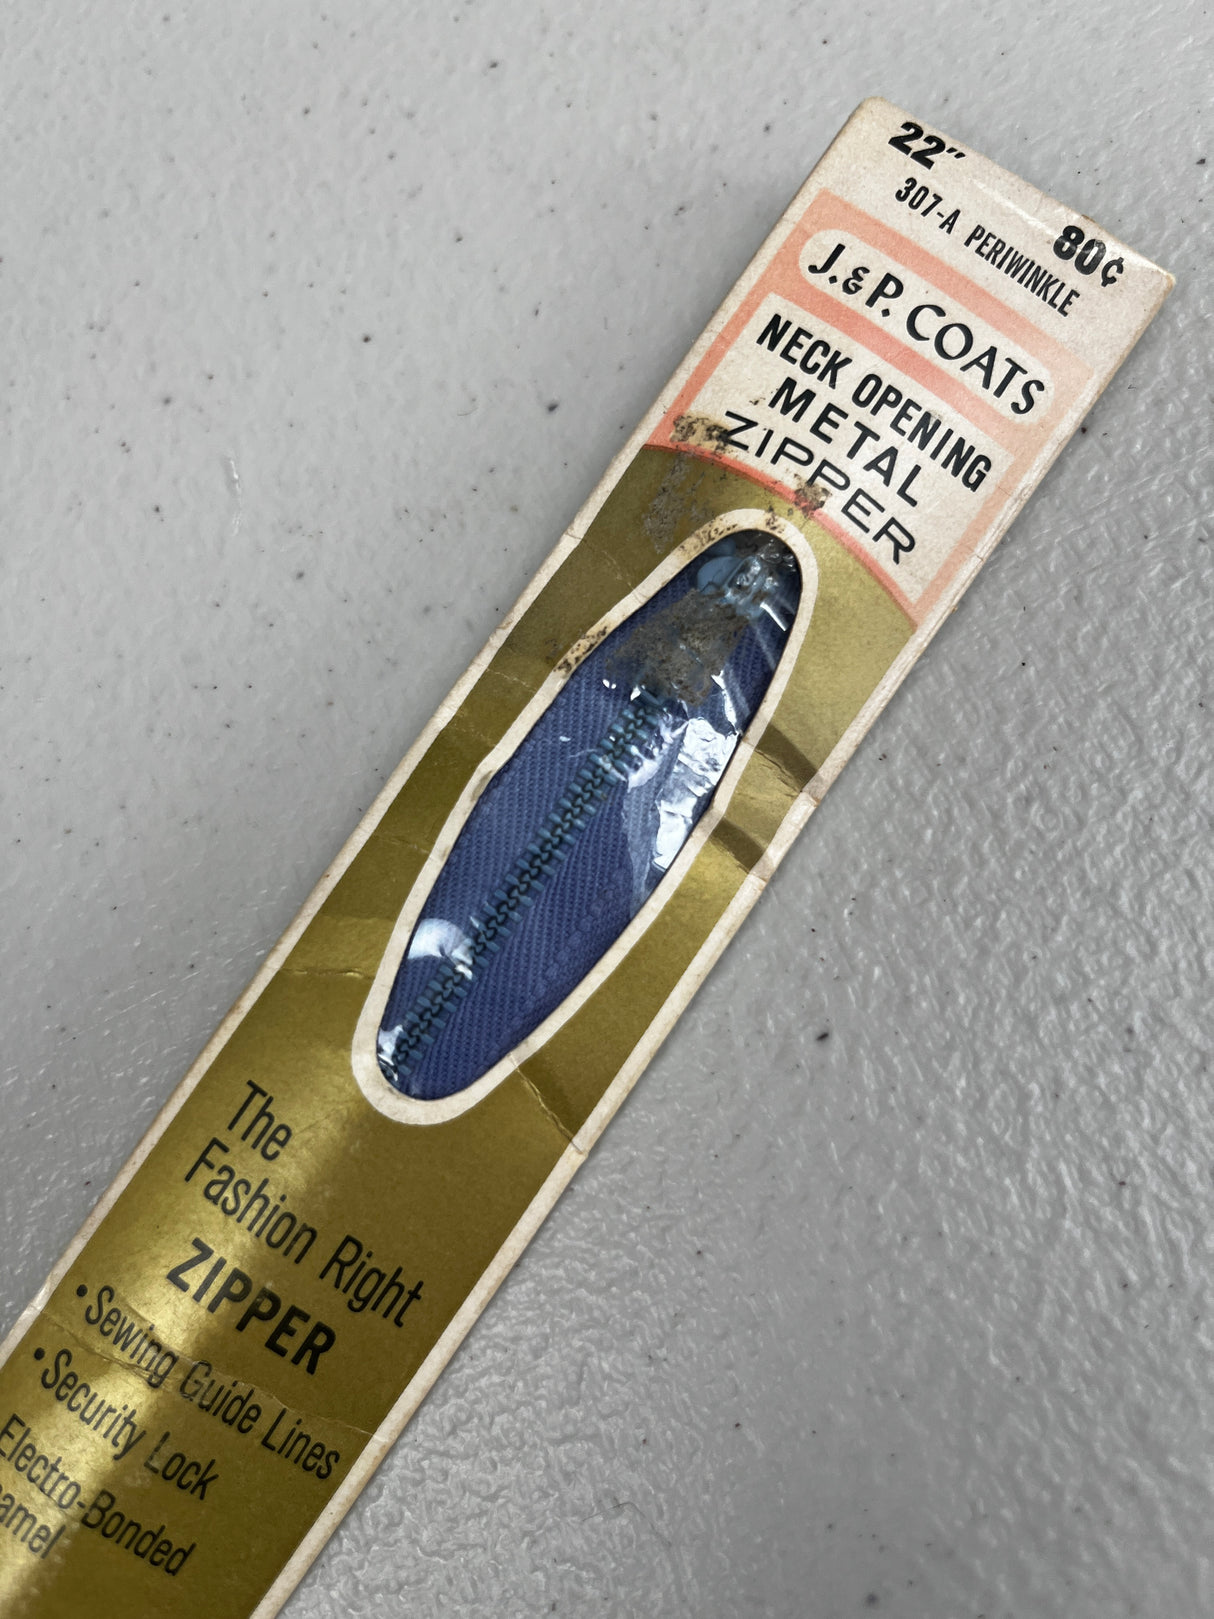 22"
80¢
307-A PERIWINKLE
J. & P. COATS
NECK OPENING
METAL
ZIPPER
The
Fashion Right
ZIPPER
• Sewing Guide Lines
• Security Lock
Electro-Bonded